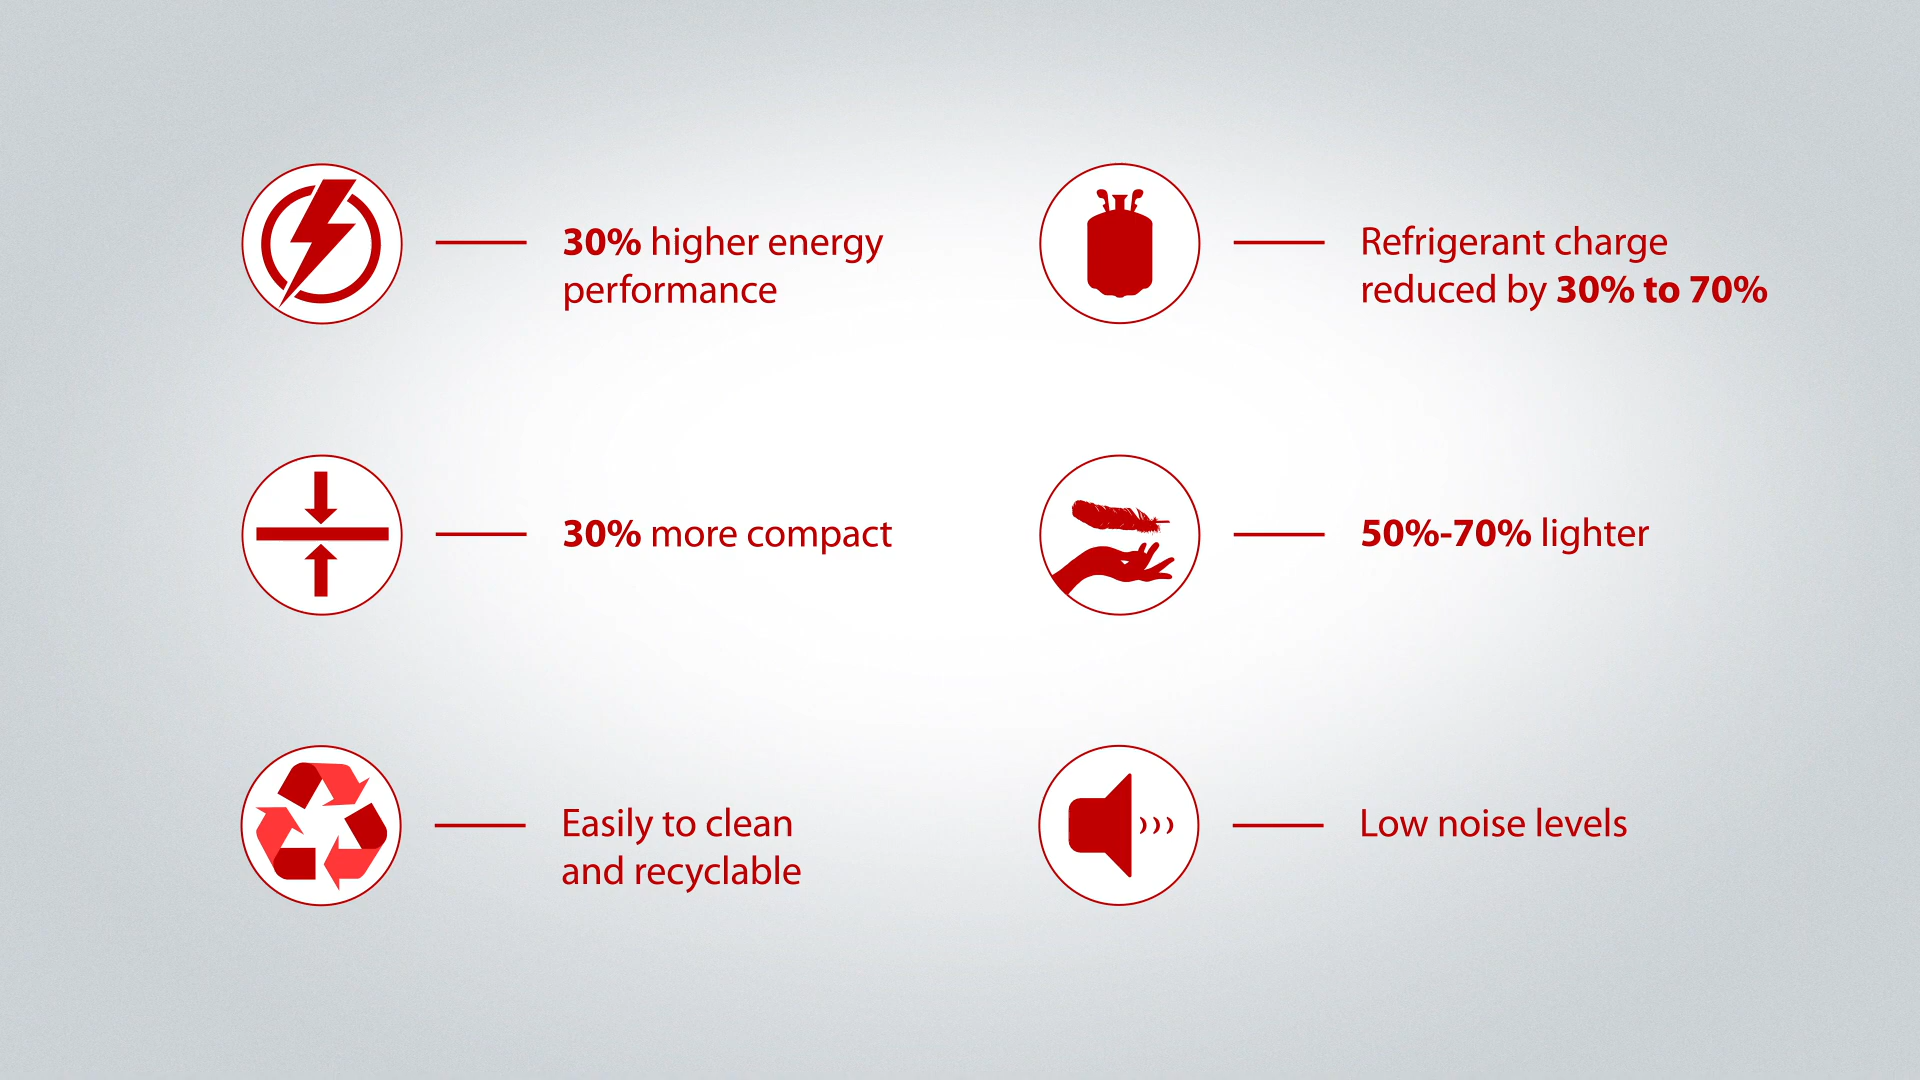 30% higher energy
performance
Refrigerant charge
reduced by 30% to 70%
30% more compact
50%-70% lighter
Easily to clean
and recyclable
Low noise levels